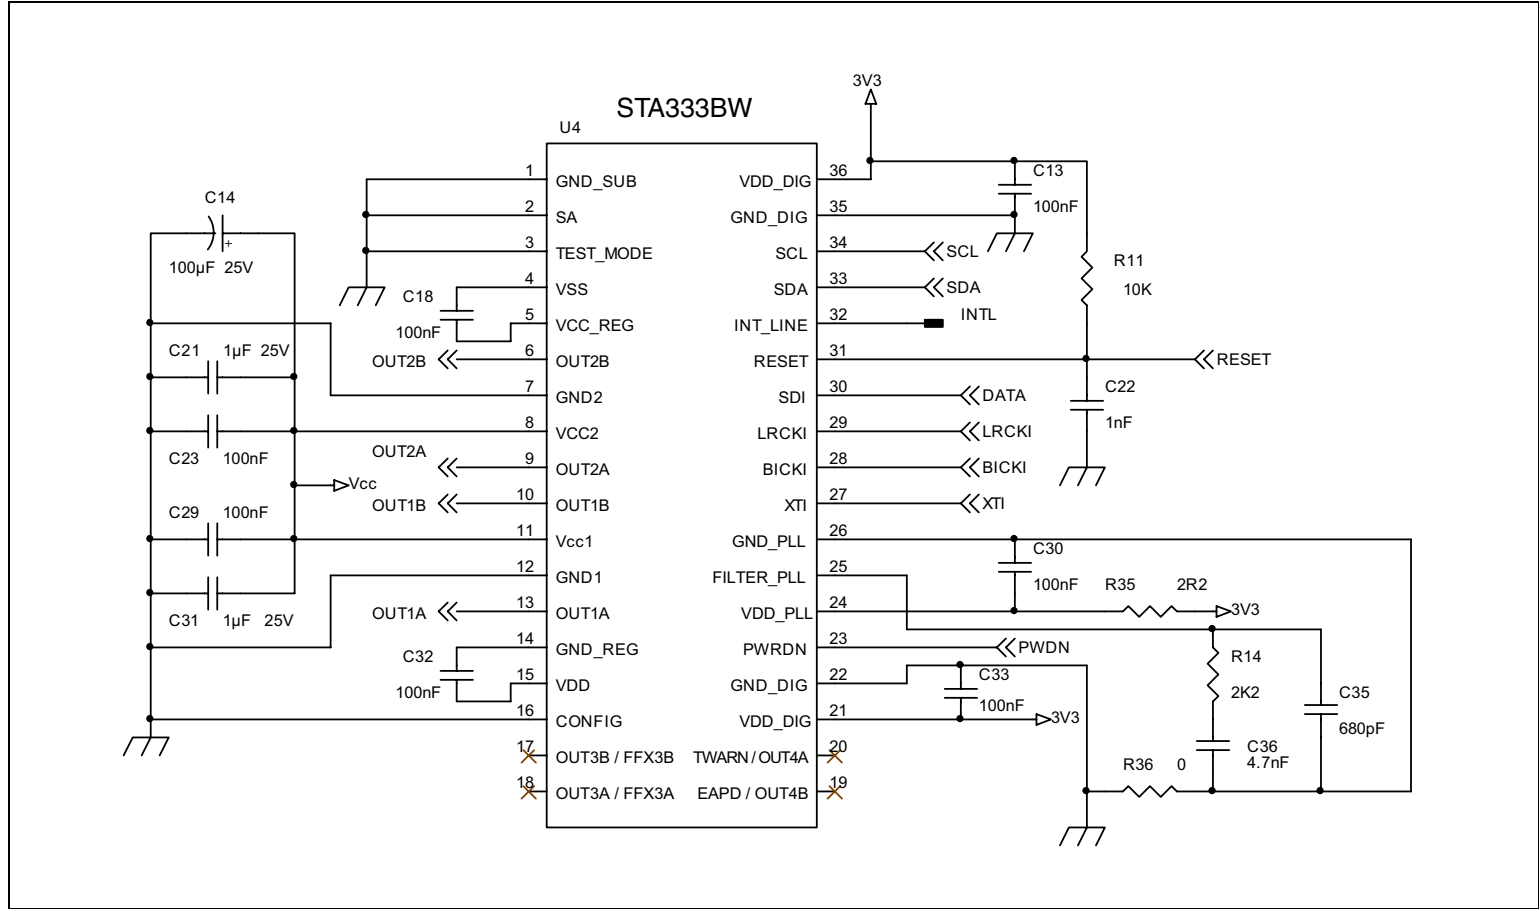 STA333BW
U4
3V3
1 GND_SUB
2 SA
3 TEST_MODE
4 VSS
5 VCC_REG
6 OUT2B
7 GND2
8 VCC2
9 OUT2A
10 OUT1B
11 Vcc1
12 GND1
13 OUT1A
14 GND_REG
15 VDD
16 CONFIG
17 OUT3B / FFX3B
18 OUT3A / FFX3A
VDD_DIG 36
GND_DIG 35
SCL 34
SDA 33
INT_LINE 32
RESET 31
SDI 30
LRCKI 29
BICKI 28
XTI 27
GND_PLL 26
FILTER_PLL 25
VDD_PLL 24
PWRDN 23
GND_DIG 22
VDD_DIG 21
TWARN / OUT4A 20
EAPD / OUT4B 19
C14
+
100µF 25V
C18
100nF
C21 1µF 25V
OUT2B
C23 100nF
OUT2A
Vcc
OUT1B
C29 100nF
C31 1µF 25V
OUT1A
C32
100nF
C13
100nF
SCL
SDA
INTL
R11
10K
RESET
C22
1nF
DATA
LRCKI
BICKI
XTI
C30
100nF
R35 2R2
3V3
PWDN
C33
100nF
3V3
R14
2K2
C35
680pF
C36
4.7nF
R36 0